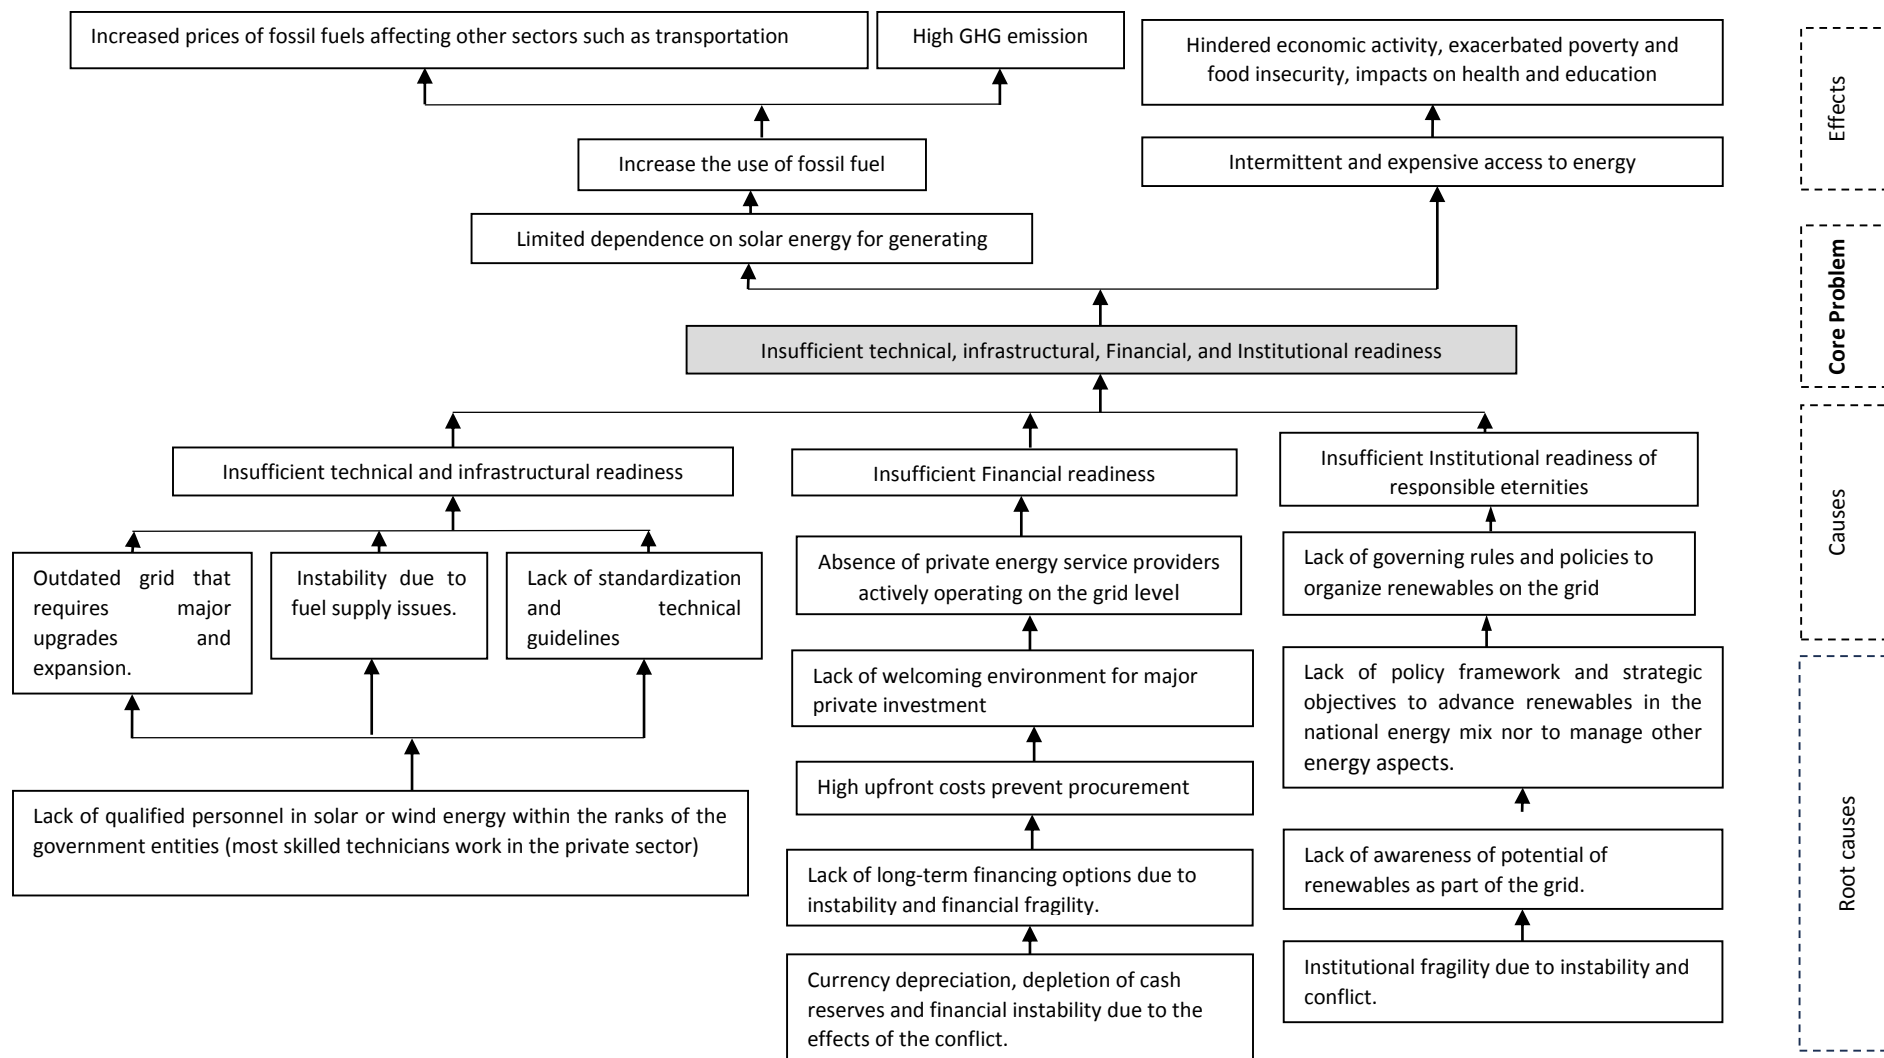 Increased prices of fossil fuels affecting other sectors such as transportation
High GHG emission
Hindered economic activity, exacerbated poverty and
food insecurity, impacts on health and education
Effects
Increase the use of fossil fuel
Intermittent and expensive access to energy
Limited dependence on solar energy for generating
Core Problem
Insufficient technical, infrastructural, Financial, and Institutional readiness
Insufficient technical and infrastructural readiness
Insufficient Financial readiness
Insufficient Institutional readiness of
responsible eternities
Causes
Outdated grid that
requires major
upgrades and
expansion.
Instability due to
fuel supply issues.
Lack of standardization
and technical
guidelines
Absence of private energy service providers
actively operating on the grid level
Lack of governing rules and policies to
organize renewables on the grid
Lack of welcoming environment for major
private investment
Lack of policy framework and strategic
objectives to advance renewables in the
national energy mix nor to manage other
energy aspects.
High upfront costs prevent procurement
Lack of qualified personnel in solar or wind energy within the ranks of the
government entities (most skilled technicians work in the private sector)
Lack of long-term financing options due to
instability and financial fragility.
Lack of awareness of potential of
renewables as part of the grid.
Root causes
Currency depreciation, depletion of cash
reserves and financial instability due to the
effects of the conflict.
Institutional fragility due to instability and
conflict.